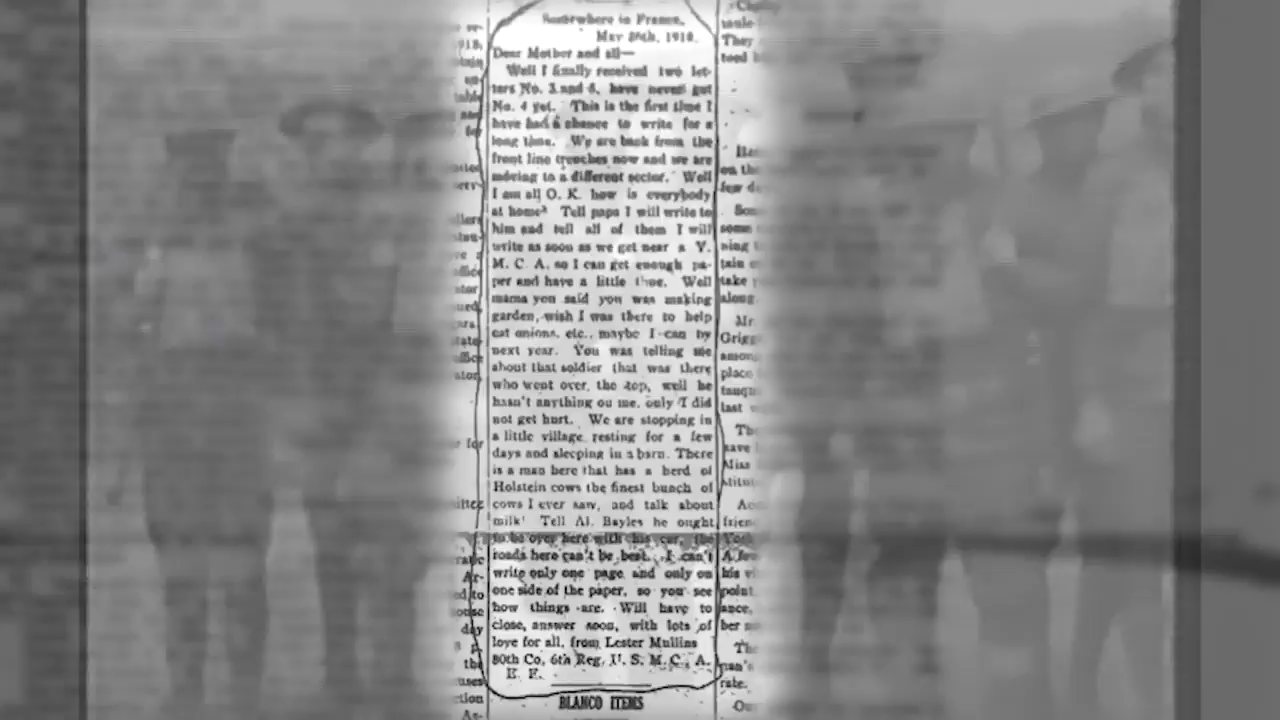 Somewhere in France,
May 26th, 1918.
Dear Mother and all—
Well I finally received two let-
ters No. 3 and 5, have never got
No. 4 yet. This is the first time I
have had a chance to write for a
long time. We are back from the
front line trenches now and we are
moving to a different sector. Well
I am all O. K. how is everybody
at home? Tell papa I will write to
him and tell all of them I will
write as soon as we get near a Y.
M. C. A. so I can get enough pa-
per and have a little time. Well
mama you said you was making
garden, wish I was there to help
eat onions, etc., maybe I can by
next year. You was telling me
about that soldier that was there
who went over, the top, well he
hasn't anything on me, only I did
not get hurt. We are stopping in
a little village resting for a few
days and sleeping in a barn. There
is a man here that has a herd of
Holstein cows the finest bunch of
cows I ever saw, and talk about
milk! Tell Al. Bayles he ought
to be over here with his car, the
roads here can't be beat. I can't
write only one page and only on
one side of the paper, so you see
how things are. Will have to
close, answer soon, with lots of
love for all, from Lester Mullins
80th Co, 6th Reg, U. S. M. C., A.
E. F.
BLANCO ITEMS